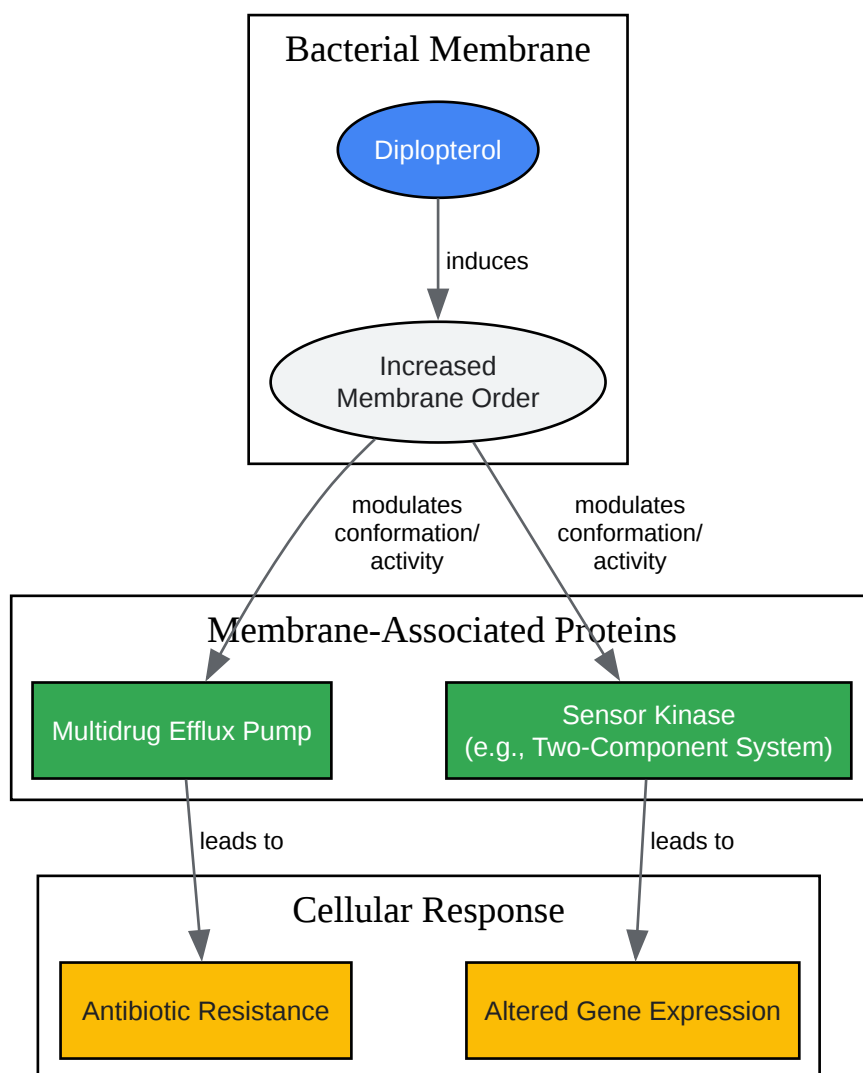 Bacterial Membrane
Diplopterol
induces
Increased
Membrane Order
modulates
conformation/
activity
modulates
conformation/
activity
Membrane-Associated Proteins
Multidrug Efflux Pump
Sensor Kinase
(e.g., Two-Component System)
leads to
leads to
Cellular Response
Antibiotic Resistance
Altered Gene Expression